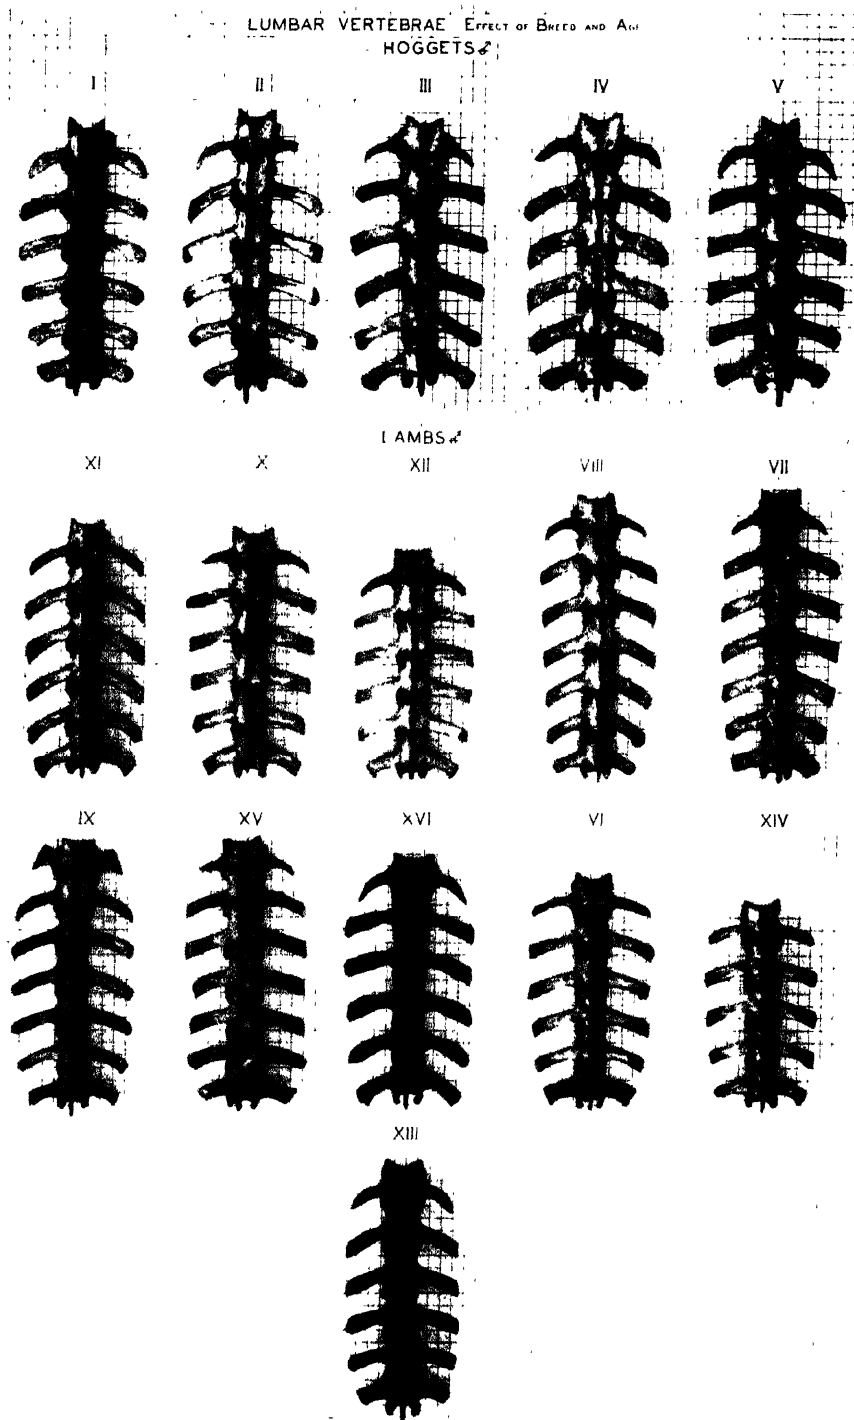 LUMBAR VERTEBRAE EFFECT OF BREED AND AGE
HOGGETS ♂
I II III IV V
LAMBS ♂
XI X XII VIII VII
IX XV XVI VI XIV
XIII